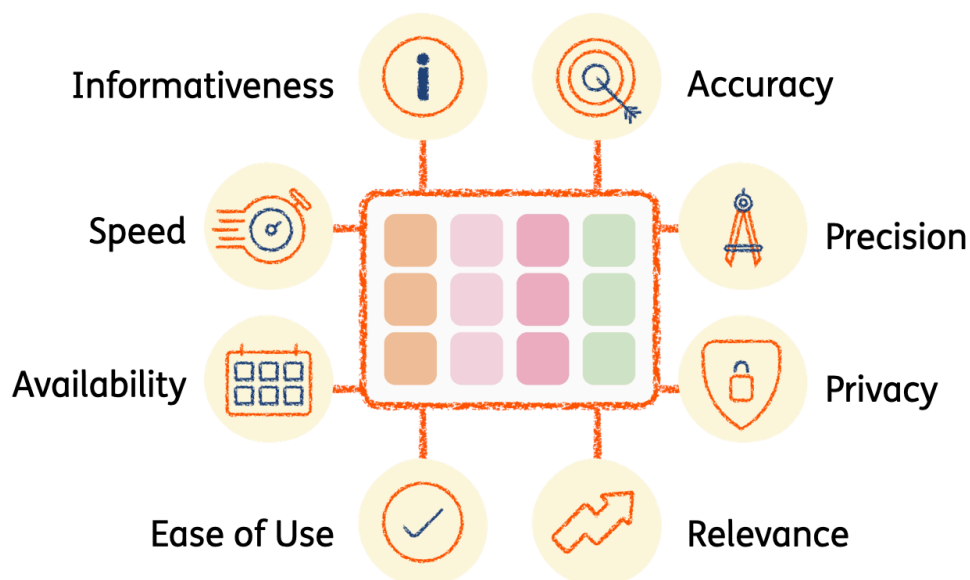 Informativeness
Accuracy
Speed
Precision
Availability
Privacy
Ease of Use
Relevance